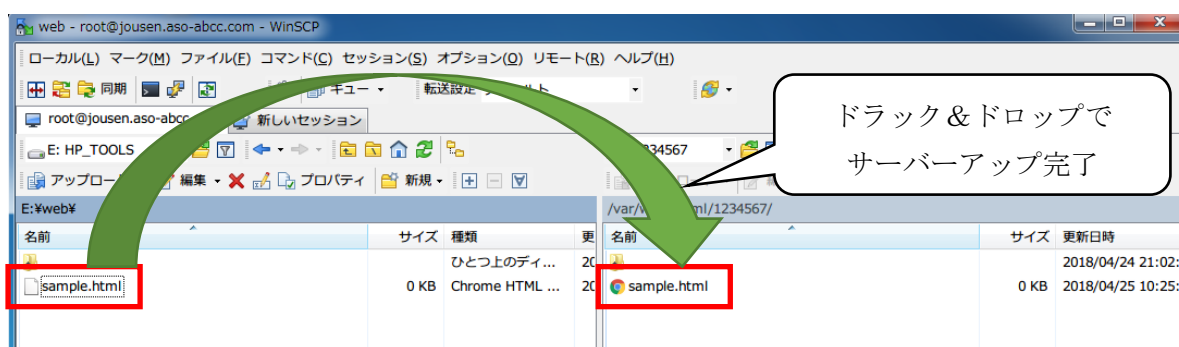 web - root@jousen.aso-abcc.com - WinSCP
ローカル(L) マーク(M) ファイル(F) コマンド(C) セッション(S) オプション(O) リモート(R) ヘルプ(H)
同期 キュー 転送設定
root@jousen.aso-abcc 新しいセッション
ドラック&ドロップで
サーバーアップ完了
E: HP_TOOLS 34567
アップロー 編集 プロパティ 新規
E:¥web¥ /var/ ml/1234567/
名前 サイズ 種類 更 名前 サイズ 更新日時
ひとつ上のディ... 20 2018/04/24 21:02:
sample.html 0 KB Chrome HTML ... 20 sample.html 0 KB 2018/04/25 10:25: